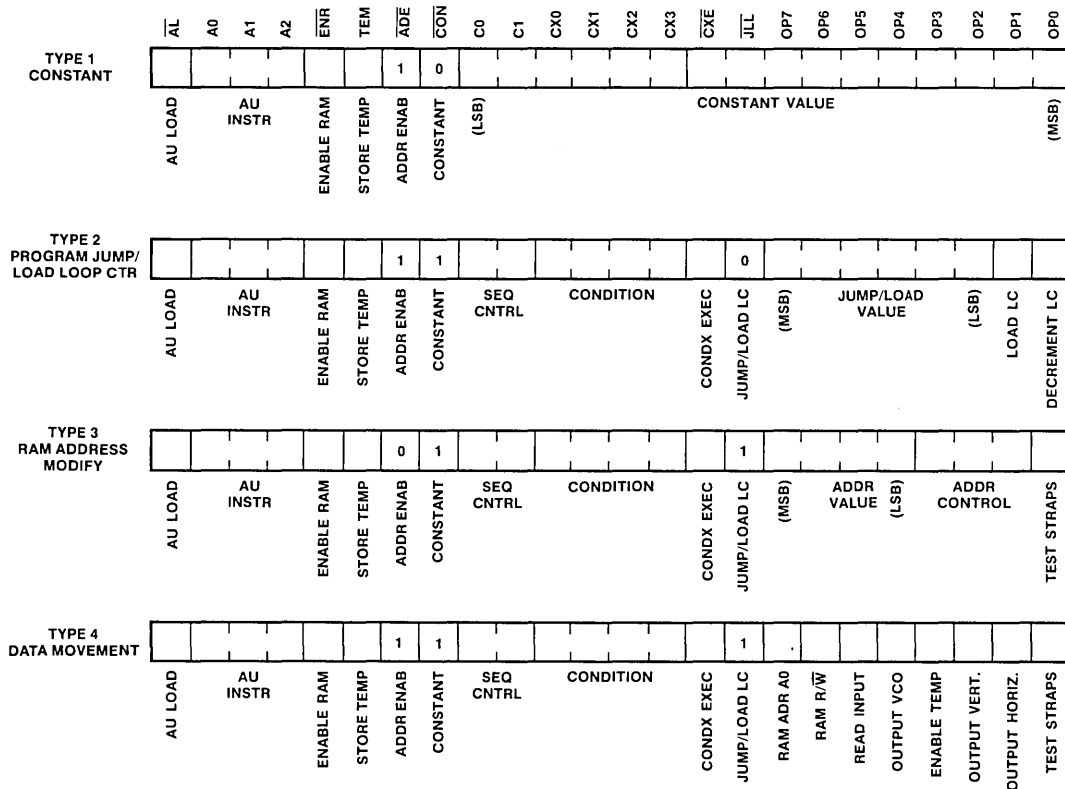 A̅L̅ A0 A1 A2 E̅N̅R̅ TEM A̅D̅E̅ C̅O̅N̅ C0 C1 CX0 CX1 CX2 CX3 C̅X̅E̅ J̅L̅L̅ OP7 OP6 OP5 OP4 OP3 OP2 OP1 OP0
TYPE 1
CONSTANT
1 0
AU LOAD
AU
INSTR
ENABLE RAM
STORE TEMP
ADDR ENAB
CONSTANT
(LSB)
CONSTANT VALUE
(MSB)
TYPE 2
PROGRAM JUMP/
LOAD LOOP CTR
1 1 0
AU LOAD
AU
INSTR
ENABLE RAM
STORE TEMP
ADDR ENAB
CONSTANT
SEQ
CNTRL
CONDITION
CONDX EXEC
JUMP/LOAD LC
(MSB)
JUMP/LOAD
VALUE
(LSB)
LOAD LC
DECREMENT LC
TYPE 3
RAM ADDRESS
MODIFY
0 1 1
AU LOAD
AU
INSTR
ENABLE RAM
STORE TEMP
ADDR ENAB
CONSTANT
SEQ
CNTRL
CONDITION
CONDX EXEC
JUMP/LOAD LC
(MSB)
ADDR
VALUE
(LSB)
ADDR
CONTROL
TEST STRAPS
TYPE 4
DATA MOVEMENT
1 1 1
AU LOAD
AU
INSTR
ENABLE RAM
STORE TEMP
ADDR ENAB
CONSTANT
SEQ
CNTRL
CONDITION
CONDX EXEC
JUMP/LOAD LC
RAM ADR A0
RAM R/W̅
READ INPUT
OUTPUT VCO
ENABLE TEMP
OUTPUT VERT.
OUTPUT HORIZ.
TEST STRAPS